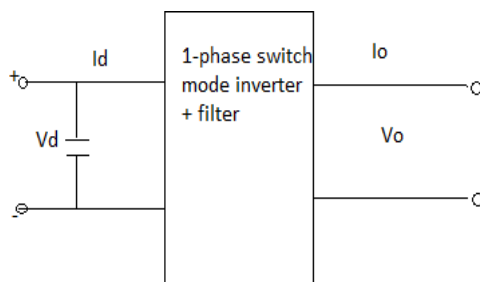 Id
1-phase switch
mode inverter
+ filter
Io
+
Vd
Vo
-